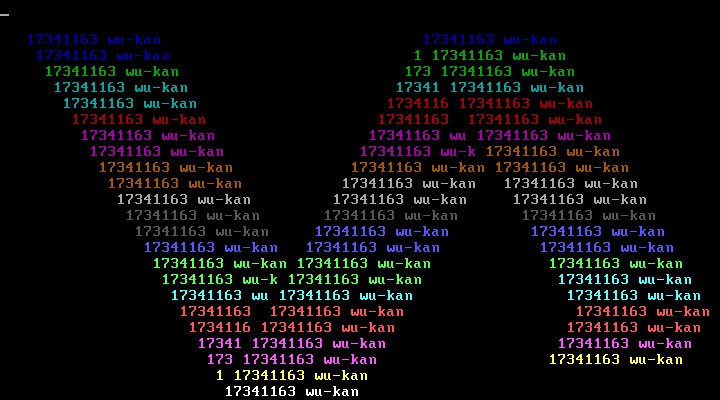 17341163 wu-kan 17341163 wu-kan
17341163 wu-kan 1 17341163 wu-kan
17341163 wu-kan 173 17341163 wu-kan
17341163 wu-kan 17341 17341163 wu-kan
17341163 wu-kan 1734116 17341163 wu-kan
17341163 wu-kan 17341163 17341163 wu-kan
17341163 wu-kan 17341163 wu 17341163 wu-kan
17341163 wu-kan 17341163 wu-k 17341163 wu-kan
17341163 wu-kan 17341163 wu-kan 17341163 wu-kan
17341163 wu-kan 17341163 wu-kan 17341163 wu-kan
17341163 wu-kan 17341163 wu-kan 17341163 wu-kan
17341163 wu-kan 17341163 wu-kan 17341163 wu-kan
17341163 wu-kan 17341163 wu-kan 17341163 wu-kan
17341163 wu-kan 17341163 wu-kan 17341163 wu-kan
17341163 wu-kan 17341163 wu-kan 17341163 wu-kan
17341163 wu-k 17341163 wu-kan 17341163 wu-kan
17341163 wu 17341163 wu-kan 17341163 wu-kan
17341163 17341163 wu-kan 17341163 wu-kan
1734116 17341163 wu-kan 17341163 wu-kan
17341 17341163 wu-kan 17341163 wu-kan
173 17341163 wu-kan 17341163 wu-kan
1 17341163 wu-kan
17341163 wu-kan